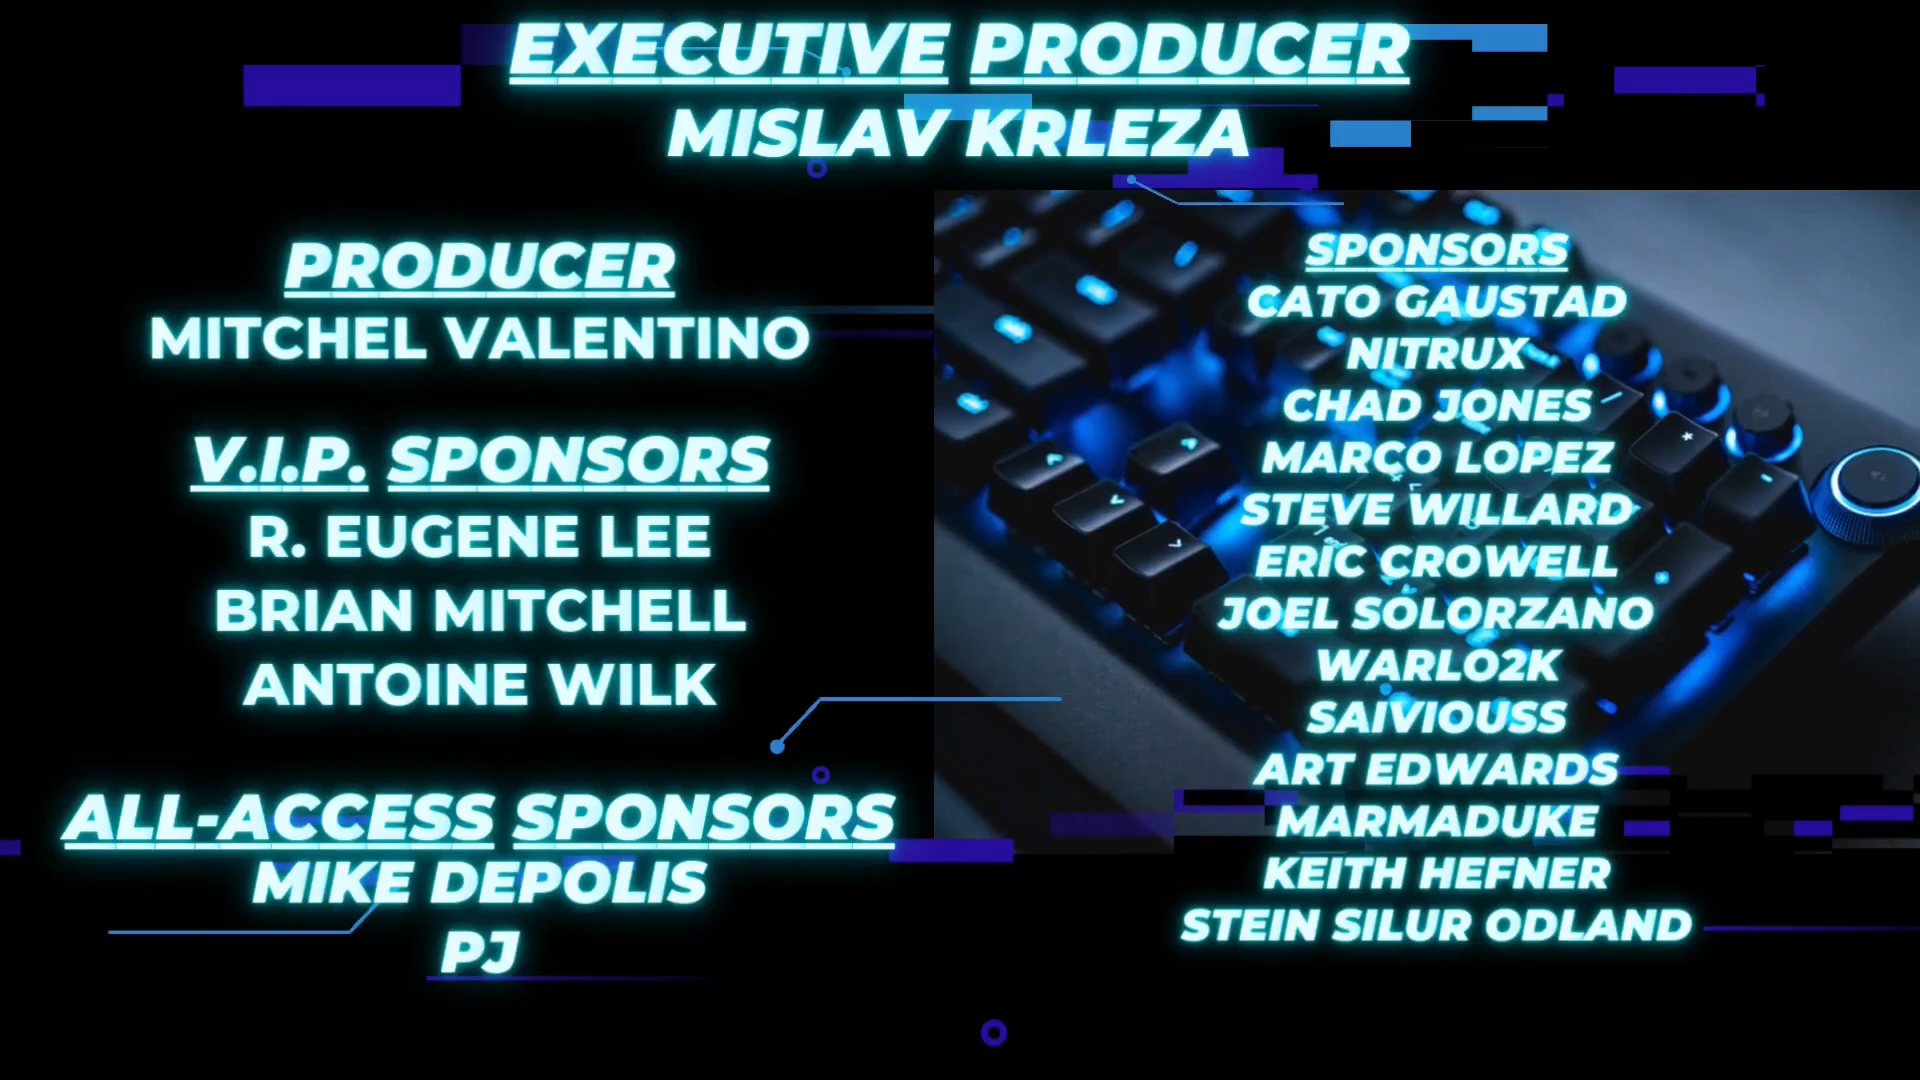 EXECUTIVE PRODUCER
MISLAV KRLEZA
PRODUCER
MITCHEL VALENTINO
V.I.P. SPONSORS
R. EUGENE LEE
BRIAN MITCHELL
ANTOINE WILK
ALL-ACCESS SPONSORS
MIKE DEPOLIS
PJ
SPONSORS
CATO GAUSTAD
NITRUX
CHAD JONES
MARCO LOPEZ
STEVE WILLARD
ERIC CROWELL
JOEL SOLORZANO
WARLO2K
SAIVIOUSS
ART EDWARDS
MARMADUKE
KEITH HEFNER
STEIN SILUR ODLAND